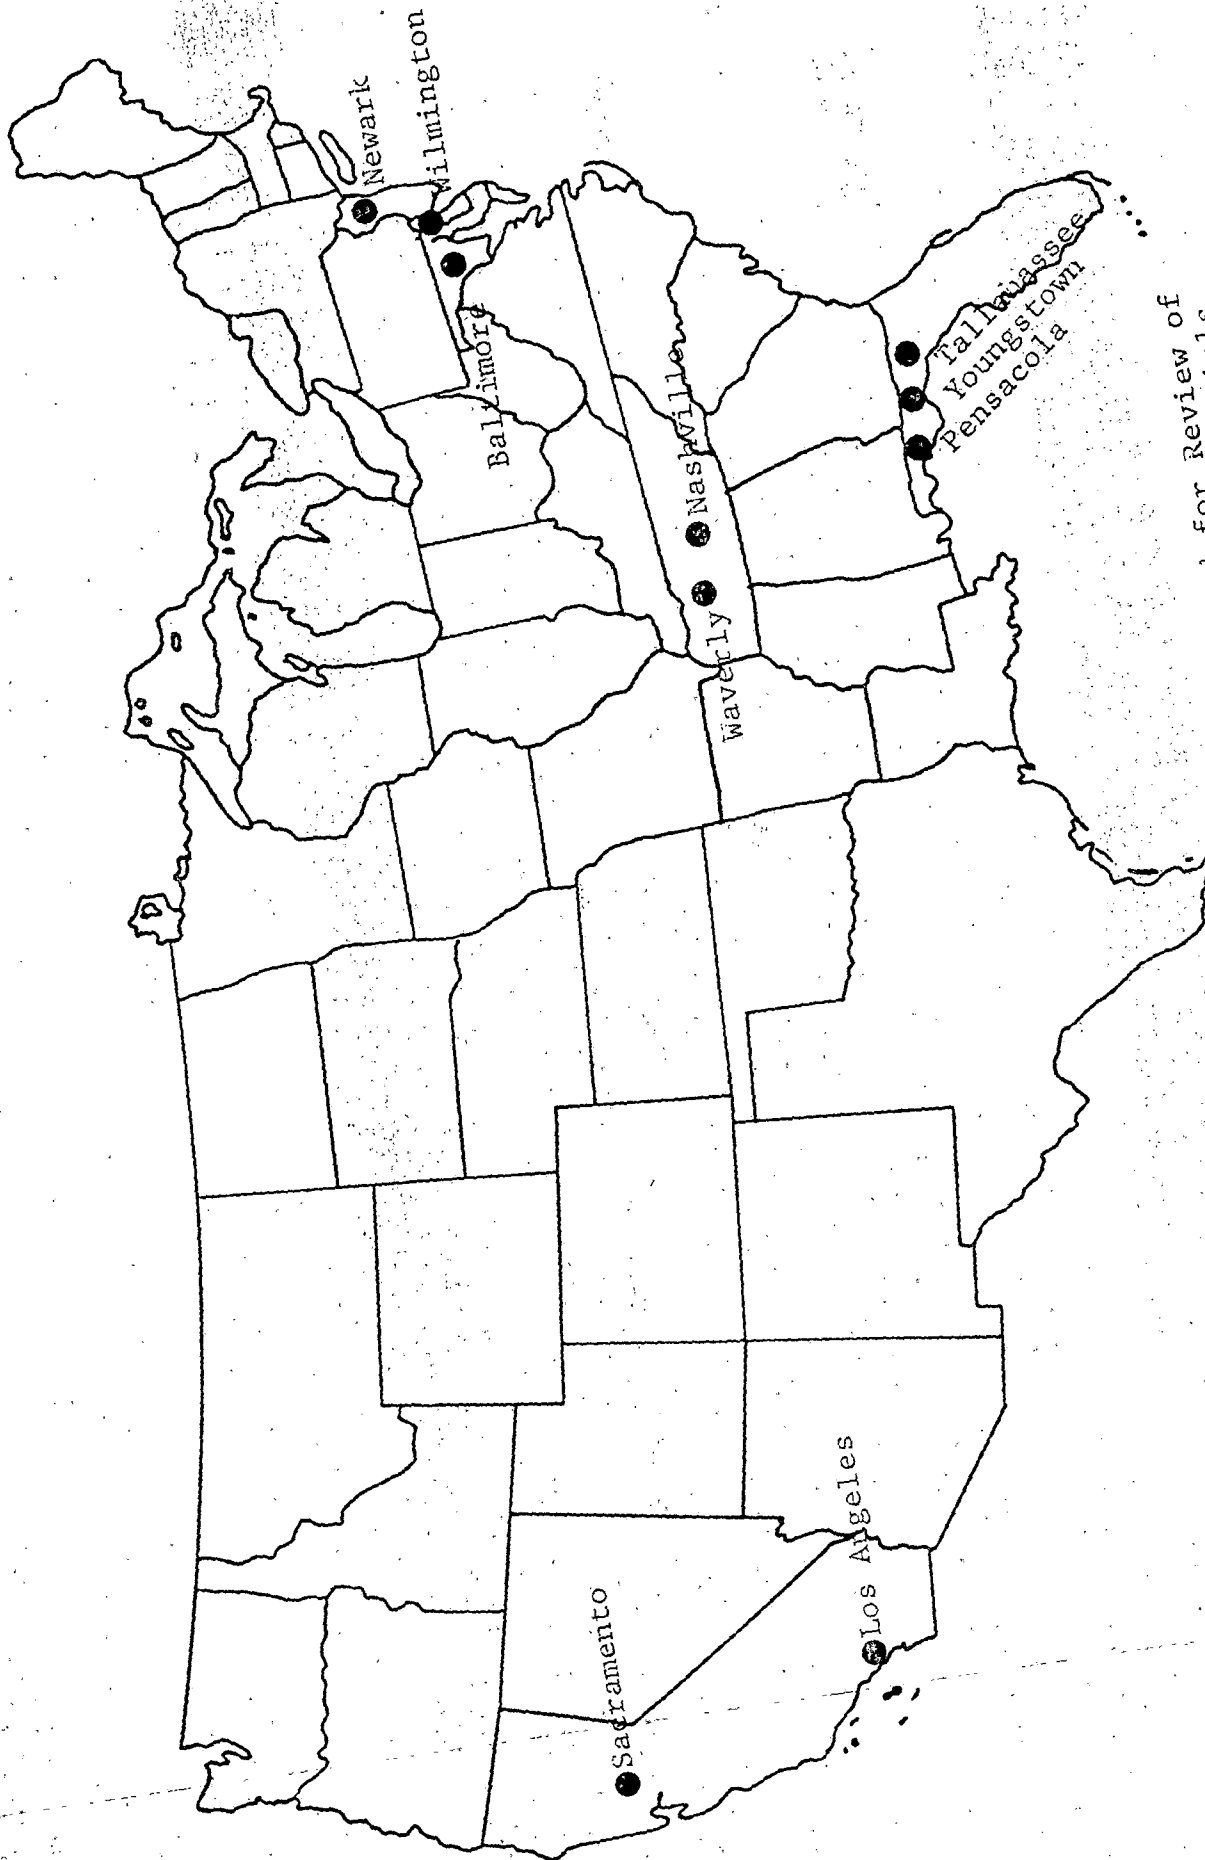 Newark
Wilmington
Baltimore
Nashville
Waverly
Tallahassee
Youngstown
Pensacola
Sacramento
Los Angeles
for Review of